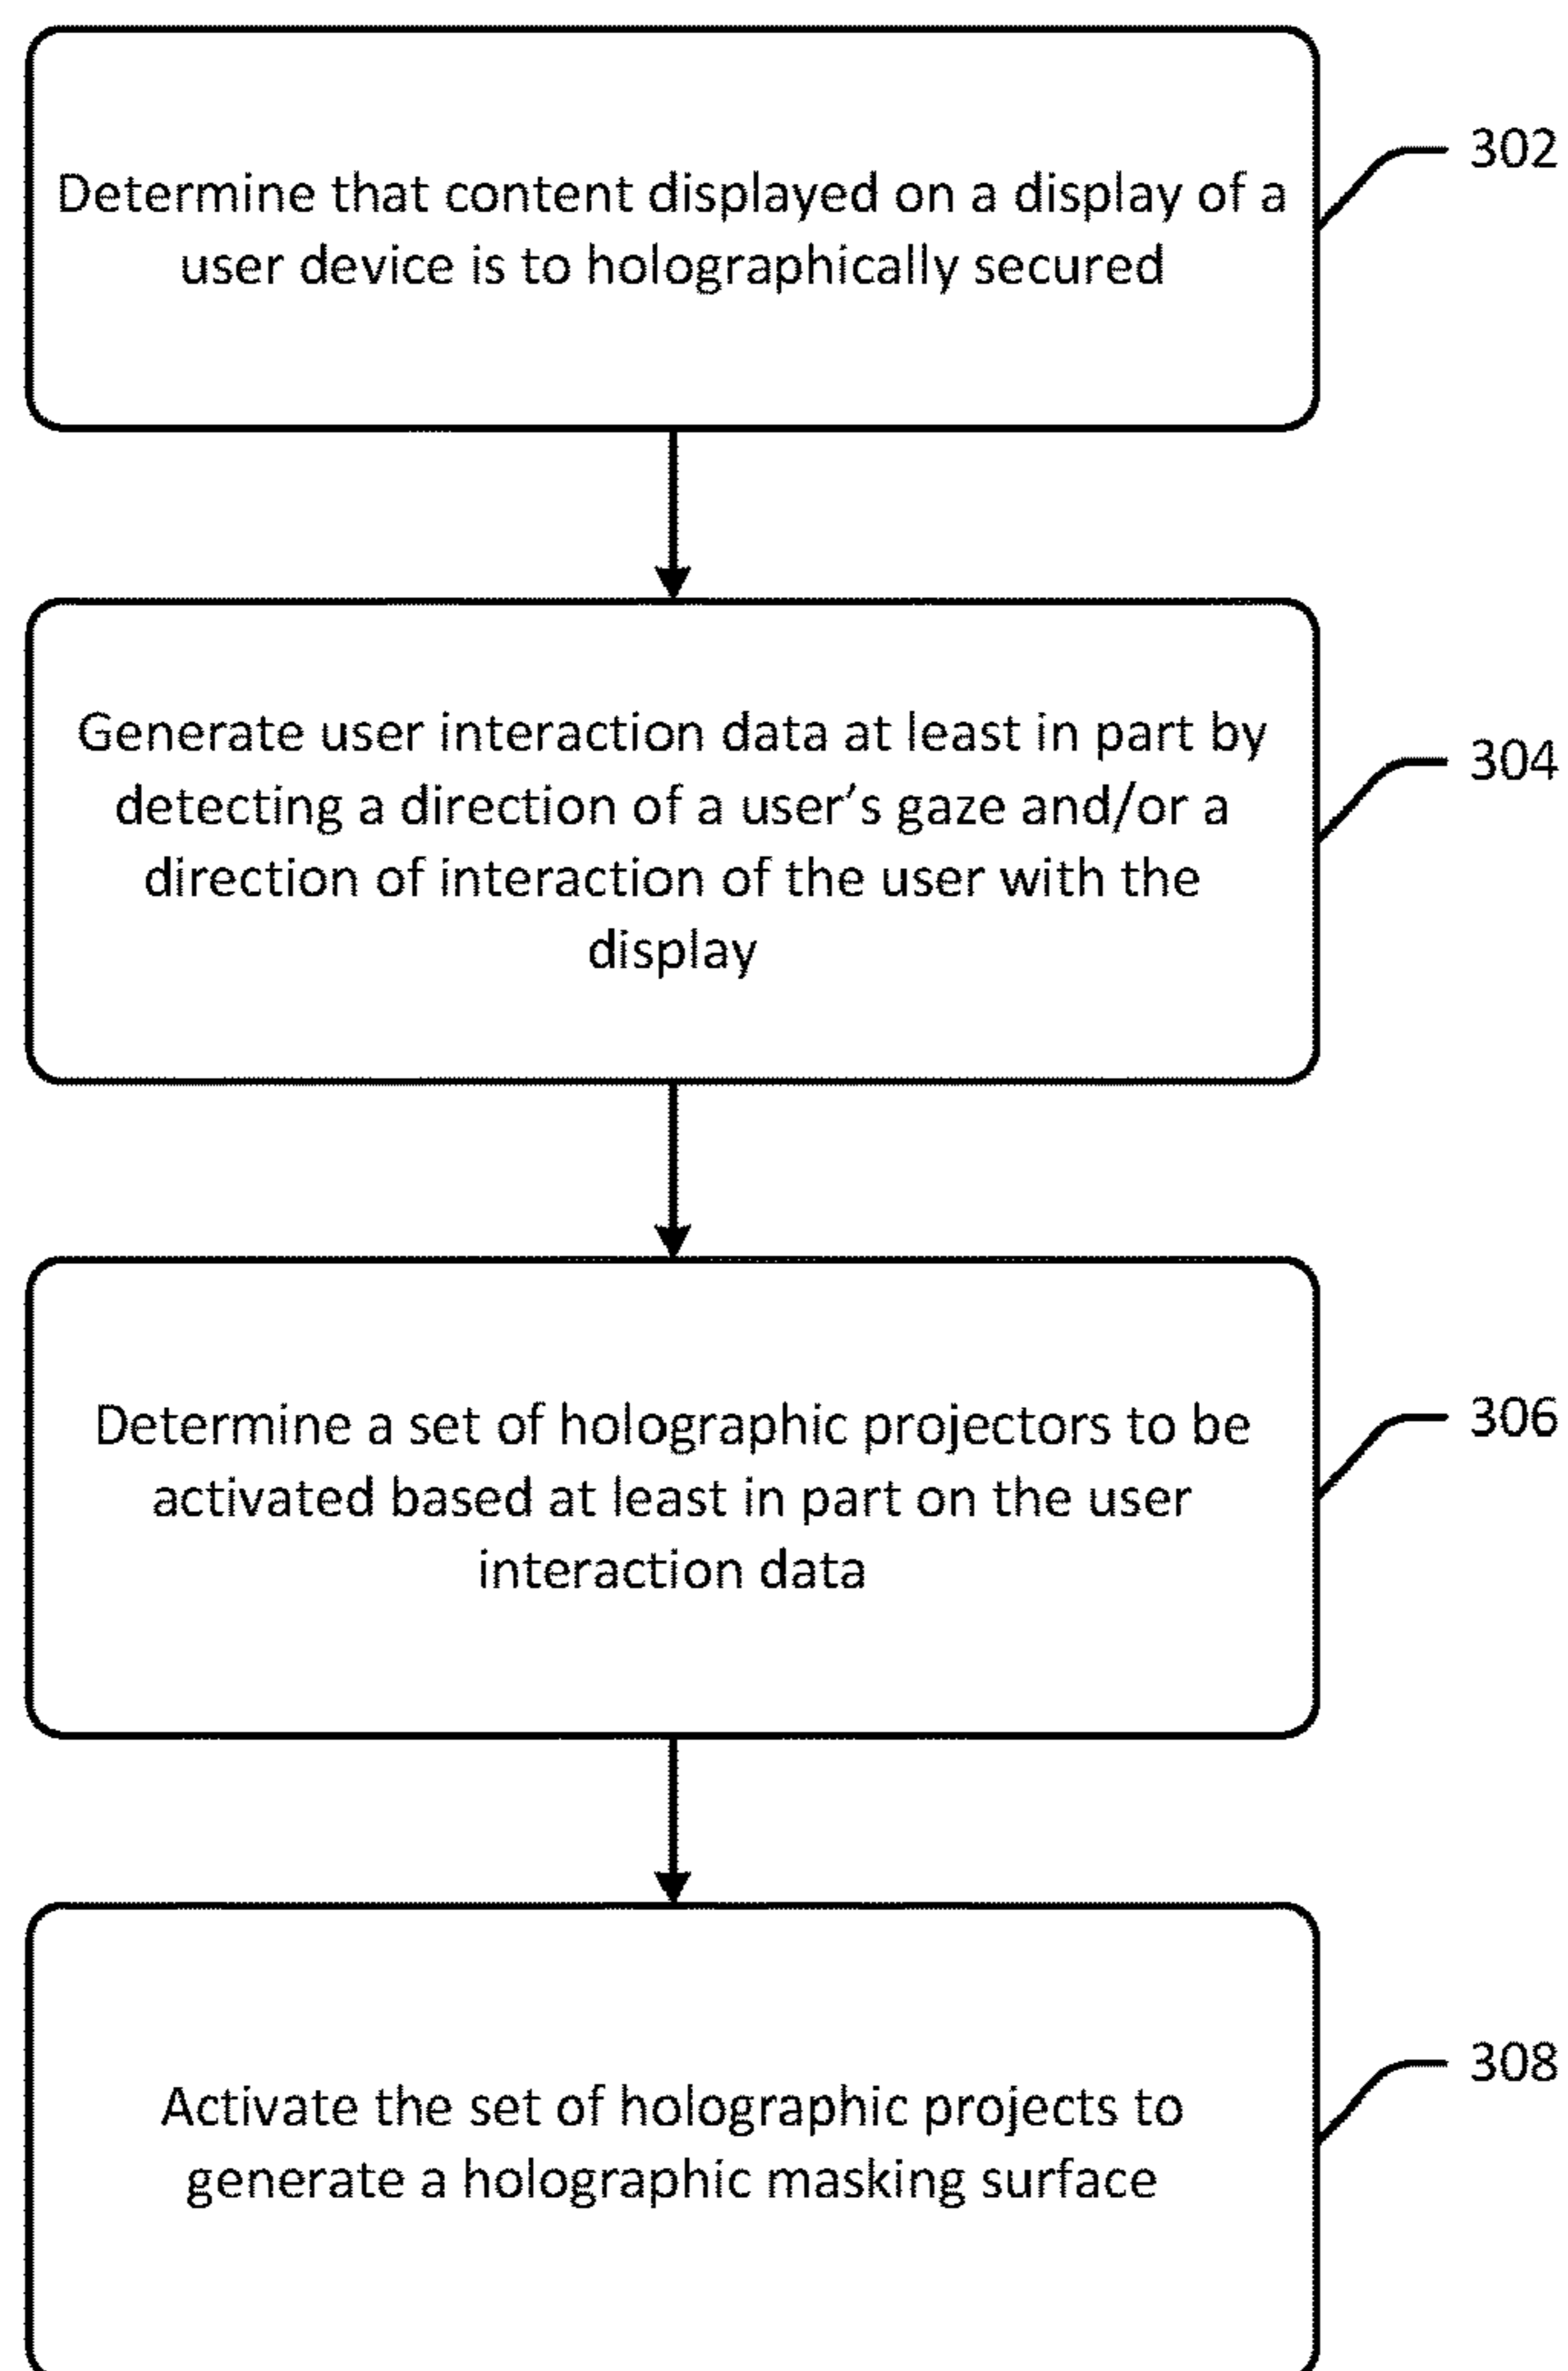 Determine that content displayed on a display of a
user device is to holographically secured
302
Generate user interaction data at least in part by
detecting a direction of a user's gaze and/or a
direction of interaction of the user with the
display
304
Determine a set of holographic projectors to be
activated based at least in part on the user
interaction data
306
Activate the set of holographic projects to
generate a holographic masking surface
308